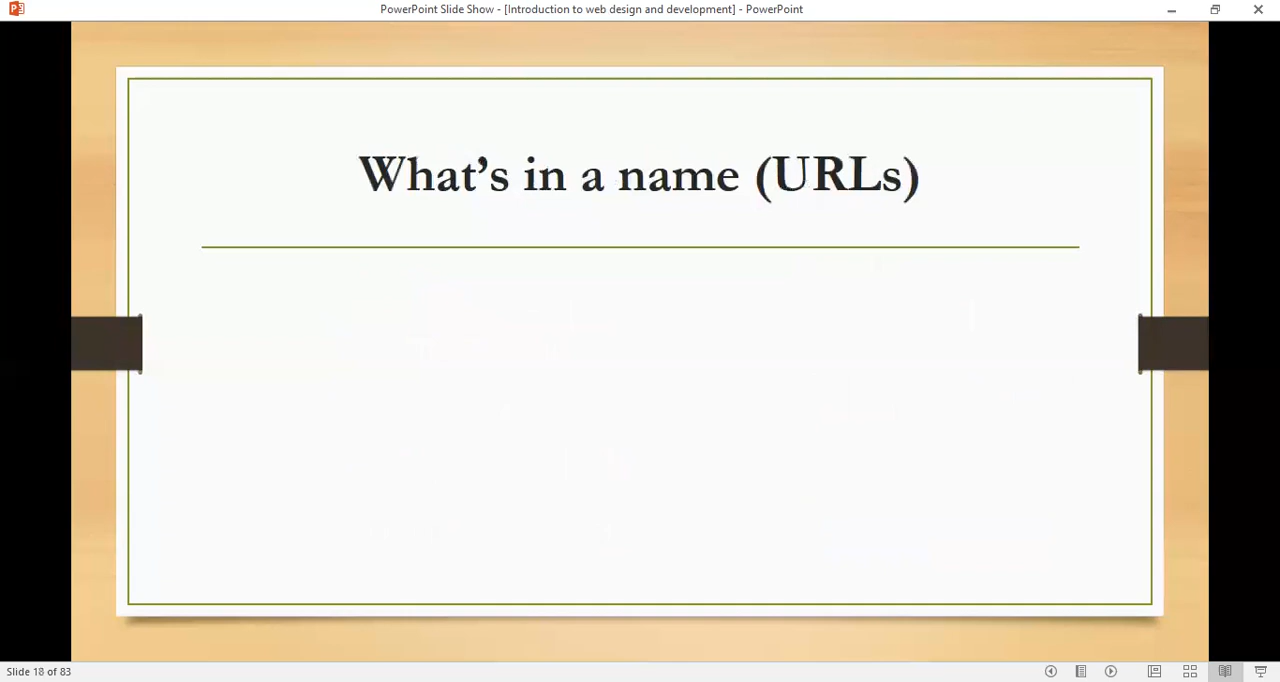 PowerPoint Slide Show - [Introduction to web design and development] - PowerPoint
What's in a name (URLs)
Slide 18 of 83